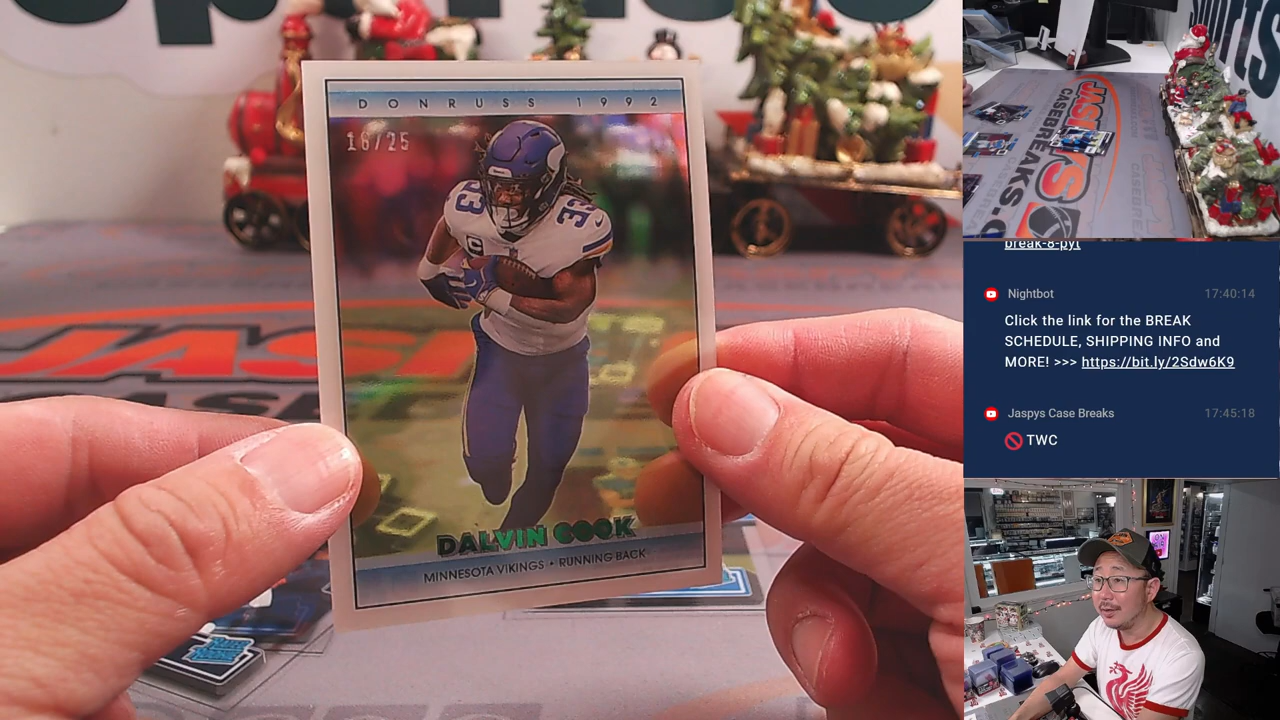 DONRUSS 1992
16/25
33
33
C
DALVIN COOK
MINNESOTA VIKINGS • RUNNING BACK
JASPYS
CASEBREAKS.C
break-8-pyt
Nightbot 17:40:14
Click the link for the BREAK
SCHEDULE, SHIPPING INFO and
MORE! >>> https://bit.ly/2Sdw6K9
Jaspys Case Breaks 17:45:18
🚫 TWC